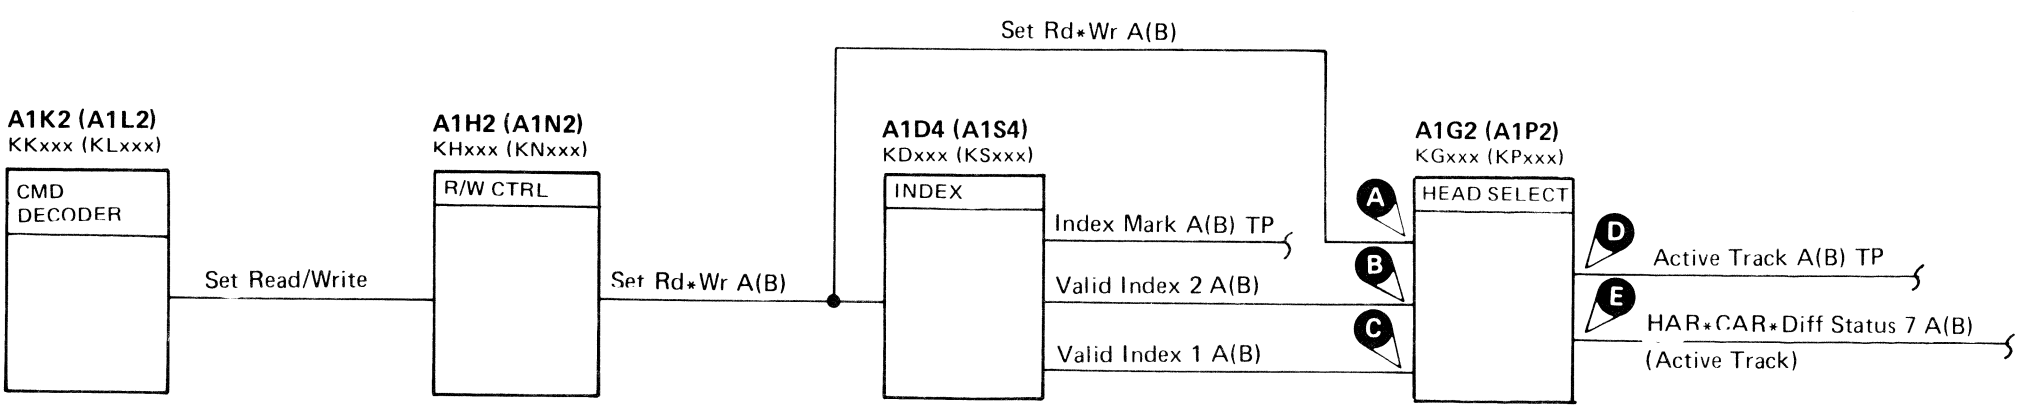 Set Rd*Wr A(B)
A1K2 (A1L2)
KKxxx (KLxxx)
CMD
DECODER
Set Read/Write
A1H2 (A1N2)
KHxxx (KNxxx)
R/W CTRL
Set Rd*Wr A(B)
A1D4 (A1S4)
KDxxx (KSxxx)
INDEX
Index Mark A(B) TP
Valid Index 2 A(B)
Valid Index 1 A(B)
A
B
C
A1G2 (A1P2)
KGxxx (KPxxx)
HEAD SELECT
D
Active Track A(B) TP
E
HAR*CAR*Diff Status 7 A(B)
(Active Track)